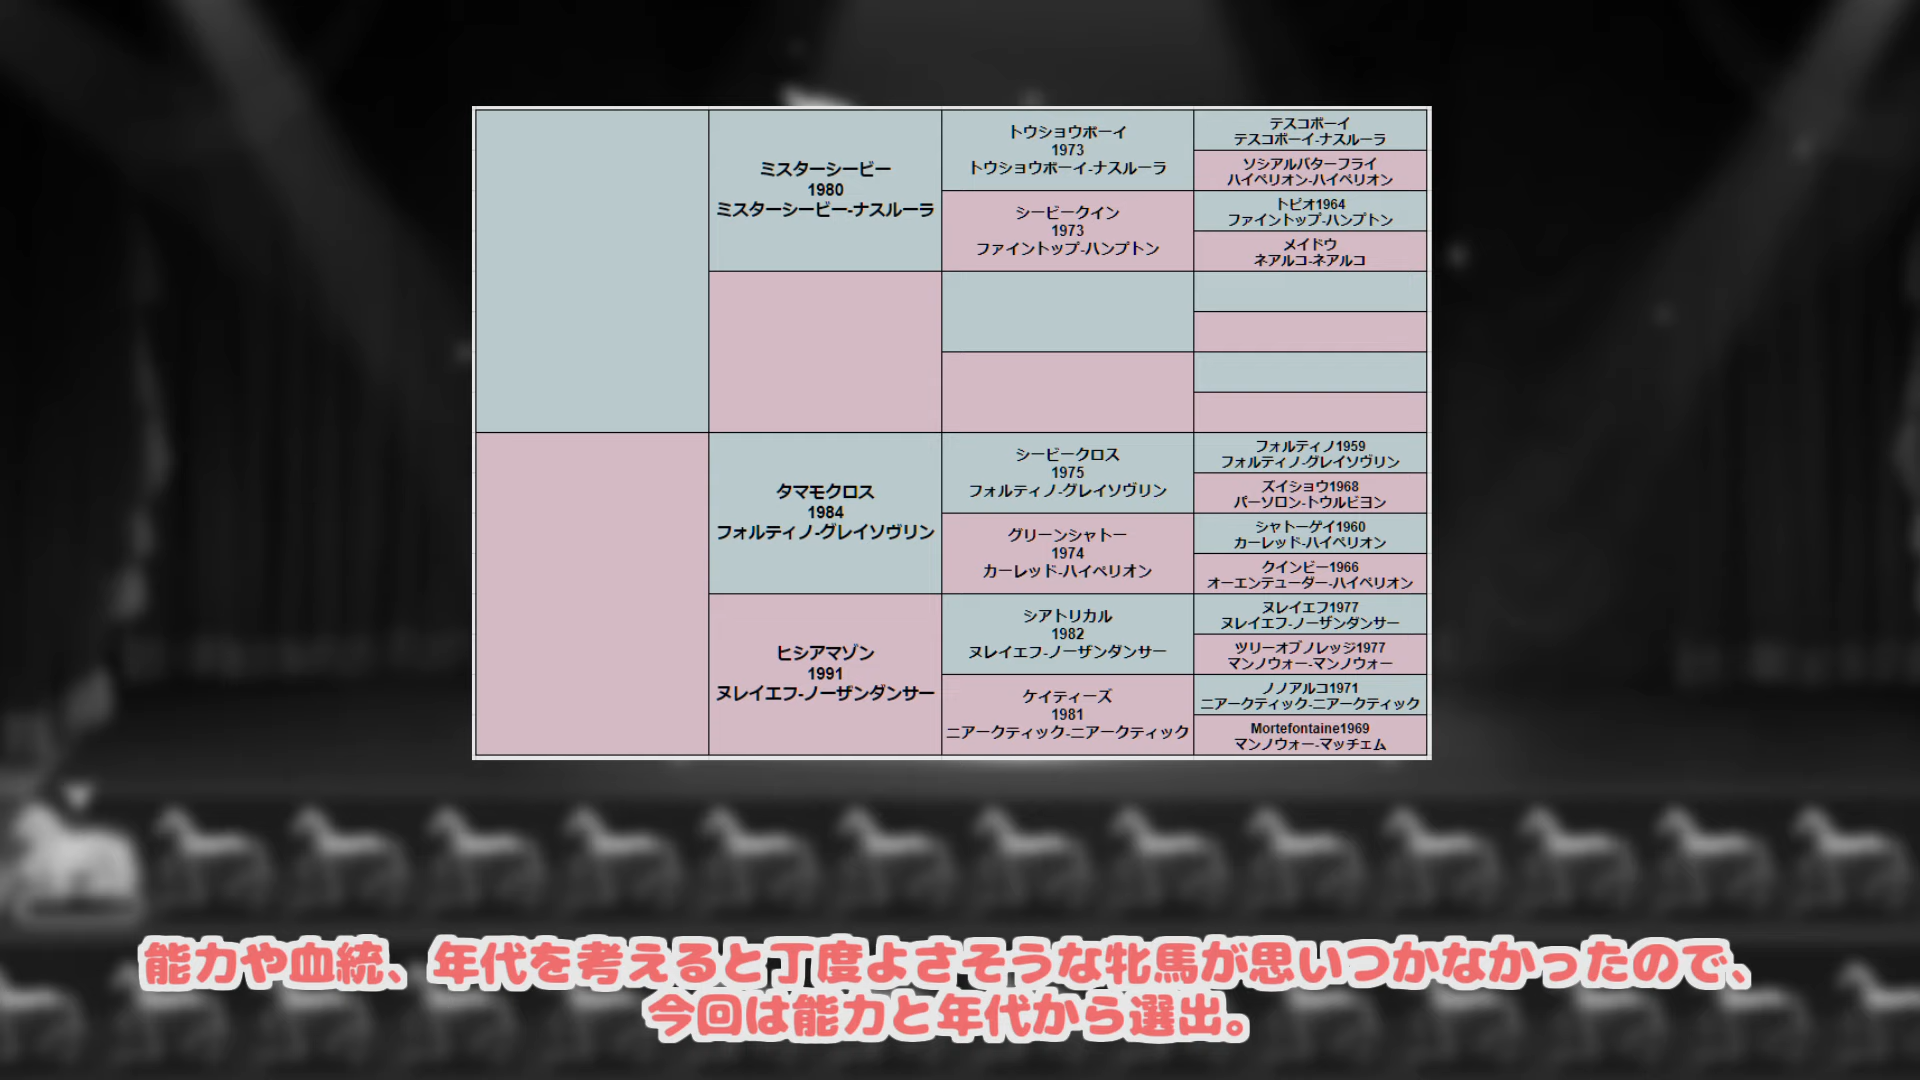 ミスターシービー
1980
ミスターシービー-ナスルーラ
トウショウボーイ
1973
トウショウボーイ-ナスルーラ
テスコボーイ
テスコボーイ-ナスルーラ
ソシアルバターフライ
ハイペリオン-ハイペリオン
シービークイン
1973
ファイントップ-ハンプトン
トピオ1964
ファイントップ-ハンプトン
メイドウ
ネアルコ-ネアルコ
タマモクロス
1984
フォルティノ-グレイソヴリン
シービークロス
1975
フォルティノ-グレイソヴリン
フォルティノ1959
フォルティノ-グレイソヴリン
ズイショウ1968
パーソロン-トウルビヨン
グリーンシャトー
1974
カーレッド-ハイペリオン
シャトーゲイ1960
カーレッド-ハイペリオン
クインビー1966
オーエンテューダー-ハイペリオン
ヒシアマゾン
1991
ヌレイエフ-ノーザンダンサー
シアトリカル
1982
ヌレイエフ-ノーザンダンサー
ヌレイエフ1977
ヌレイエフ-ノーザンダンサー
ツリーオブノレッジ1977
マンノウォー-マンノウォー
ケイティーズ
1981
ニアークティック-ニアークティック
ノノアルコ1971
ニアークティック-ニアークティック
Mortefontaine1969
マンノウォー-マッチェム
能力や血統、年代を考えると丁度よさそうな牝馬が思いつかなかったので、
今回は能力と年代から選出。